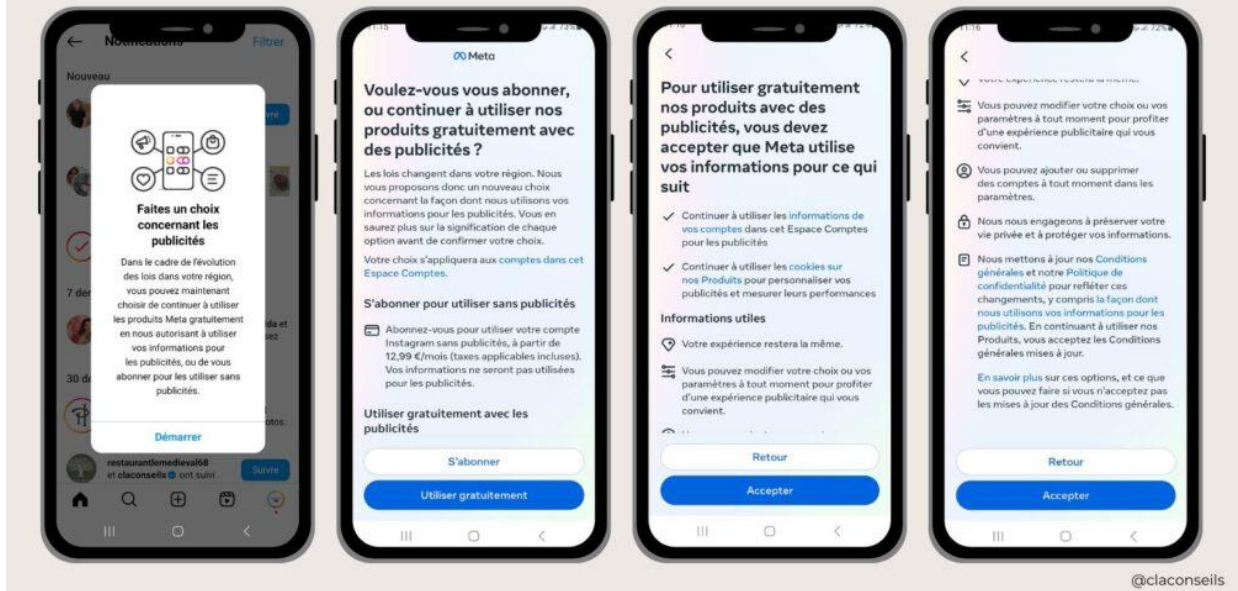 Notifications
Filtrer
Nouveau
Faites un choix
concernant les
publicités
Dans le cadre de l'évolution
des lois dans votre région,
vous pouvez maintenant
choisir de continuer à utiliser
les produits Meta gratuitement
en nous autorisant à utiliser
vos informations pour
les publicités, ou de vous
abonner pour les utiliser sans
publicités.
Démarrer
restaurantlemedieval68
et claconseils ont suivi
Suivre
11:15
73%
Meta
Voulez-vous vous abonner,
ou continuer à utiliser nos
produits gratuitement avec
des publicités ?
Les lois changent dans votre région. Nous
vous proposons donc un nouveau choix
concernant la façon dont nous utilisons vos
informations pour les publicités. Vous en
saurez plus sur la signification de chaque
option avant de confirmer votre choix.
Votre choix s'appliquera aux comptes dans cet
Espace Comptes.
S'abonner pour utiliser sans publicités
Abonnez-vous pour utiliser votre compte
Instagram sans publicités, à partir de
12,99 €/mois (taxes applicables incluses).
Vos informations ne seront pas utilisées
pour les publicités.
Utiliser gratuitement avec les
publicités
S'abonner
Utiliser gratuitement
Pour utiliser gratuitement
nos produits avec des
publicités, vous devez
accepter que Meta utilise
vos informations pour ce qui
suit
Continuer à utiliser les informations de
vos comptes dans cet Espace Comptes
pour les publicités
Continuer à utiliser les cookies sur
nos Produits pour personnaliser vos
publicités et mesurer leurs performances
Informations utiles
Votre expérience restera la même.
Vous pouvez modifier votre choix ou vos
paramètres à tout moment pour profiter
d'une expérience publicitaire qui vous
convient.
Retour
Accepter
11:16
72%
Votre expérience restera la même.
Vous pouvez modifier votre choix ou vos
paramètres à tout moment pour profiter
d'une expérience publicitaire qui vous
convient.
Vous pouvez ajouter ou supprimer
des comptes à tout moment dans les
paramètres.
Nous nous engageons à préserver votre
vie privée et à protéger vos informations.
Nous mettons à jour nos Conditions
générales et notre Politique de
confidentialité pour refléter ces
changements, y compris la façon dont
nous utilisons vos informations pour les
publicités. En continuant à utiliser nos
Produits, vous acceptez les Conditions
générales mises à jour.
En savoir plus sur ces options, et ce que
vous pouvez faire si vous n'acceptez pas
les mises à jour des Conditions générales.
Retour
Accepter
@claconseils